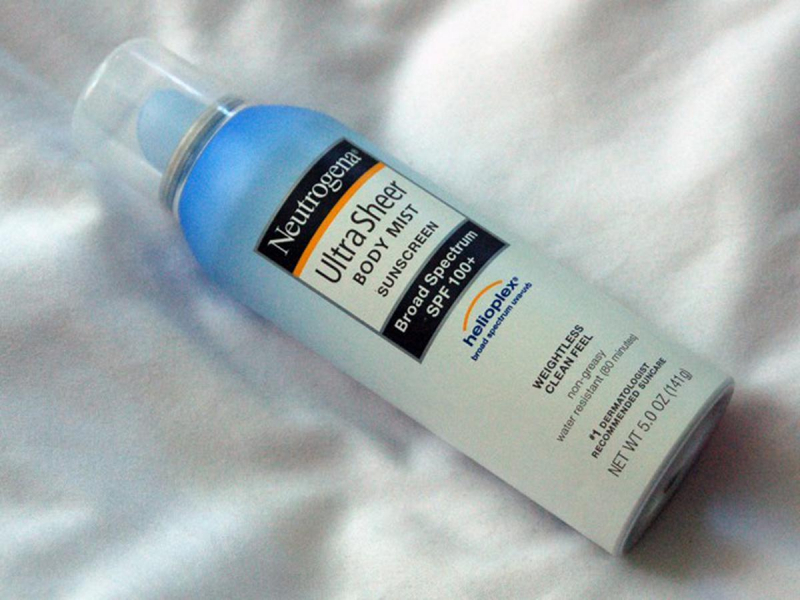 Neutrogena®
Ultra Sheer
BODY MIST
SUNSCREEN
Broad Spectrum
SPF 100+
helioplex®
broad spectrum uva•uvb
WEIGHTLESS
CLEAN FEEL
non-greasy
water resistant (80 minutes)
#1 DERMATOLOGIST
RECOMMENDED SUNCARE
NET WT 5.0 OZ (141g)